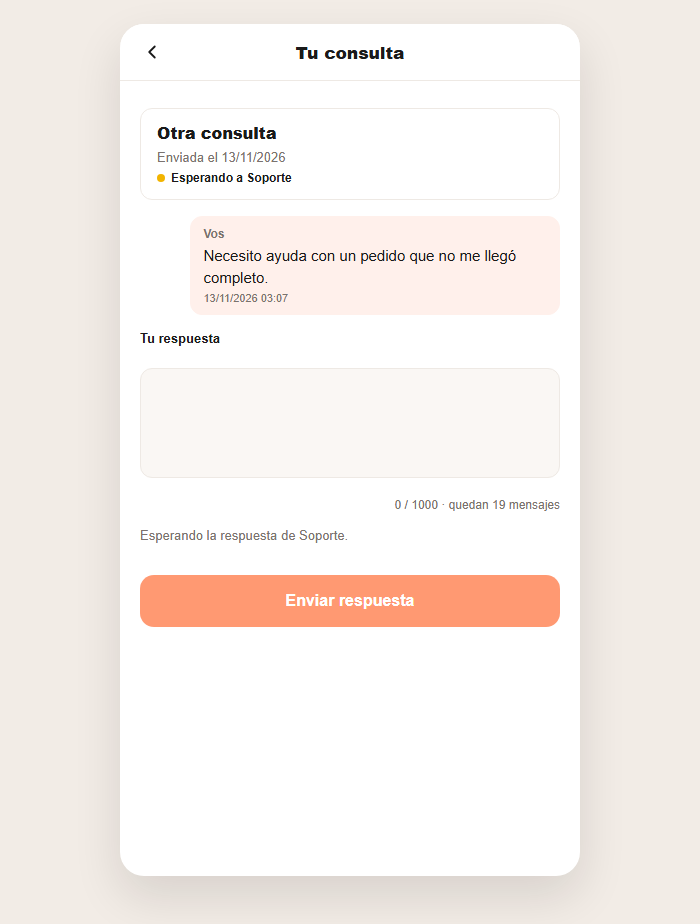 Tu consulta
Otra consulta
Enviada el 13/11/2026
Esperando a Soporte
Vos
Necesito ayuda con un pedido que no me llegó
completo.
13/11/2026 03:07
Tu respuesta
0 / 1000 · quedan 19 mensajes
Esperando la respuesta de Soporte.
Enviar respuesta